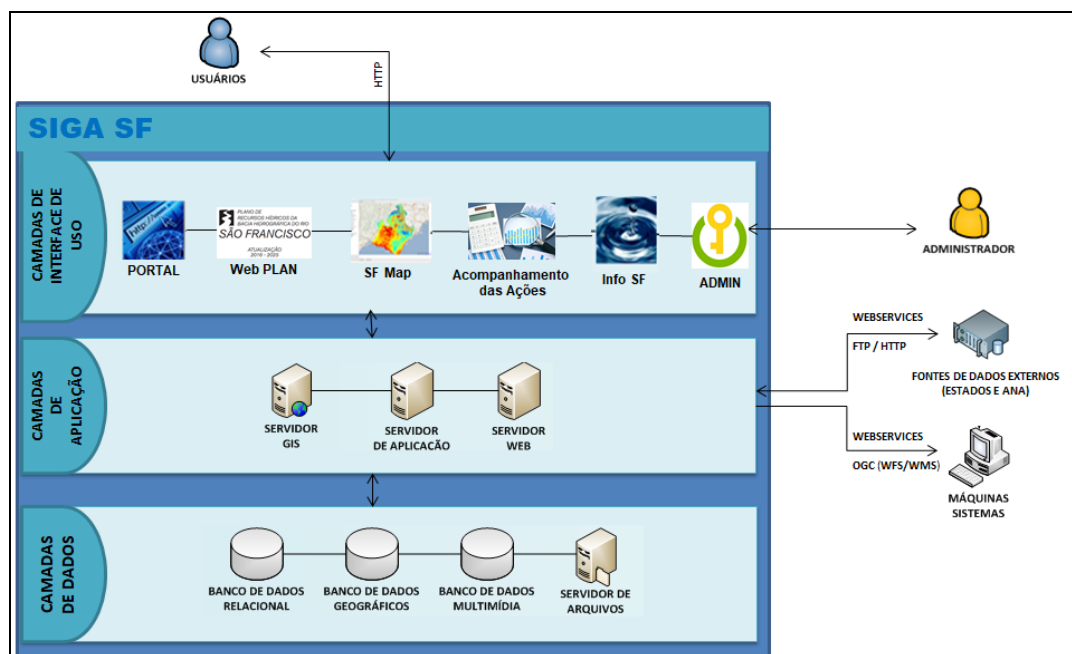 USUÁRIOS
HTTP
SIGA SF
CAMADAS DE
INTERFACE DE
USO
http://www.
PORTAL
PLANO DE
RECURSOS HÍDRICOS DA
BACIA HIDROGRÁFICA DO RIO
SÃO FRANCISCO
ATUALIZAÇÃO
2016 - 2025
Web PLAN
SF Map
Acompanhamento
das Ações
Info SF
ADMIN
ADMINISTRADOR
CAMADAS
DE
APLICAÇÃO
SERVIDOR
GIS
SERVIDOR
DE APLICAÇÃO
SERVIDOR
WEB
WEBSERVICES
FTP / HTTP
FONTES DE DADOS EXTERNOS
(ESTADOS E ANA)
WEBSERVICES
OGC (WFS/WMS)
MÁQUINAS
SISTEMAS
CAMADAS
DE DADOS
BANCO DE DADOS
RELACIONAL
BANCO DE DADOS
GEOGRÁFICOS
BANCO DE DADOS
MULTIMÍDIA
SERVIDOR DE
ARQUIVOS